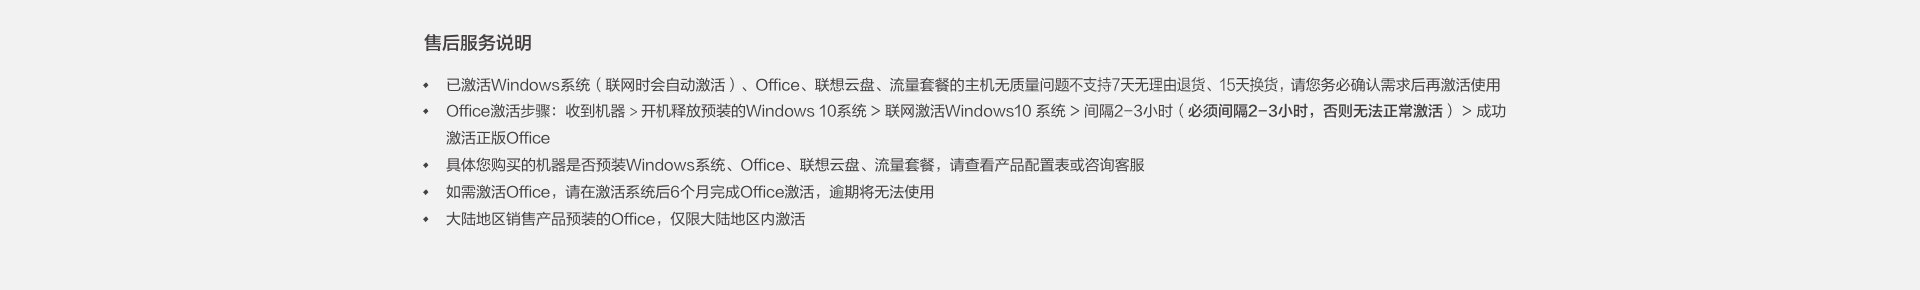 售后服务说明
已激活Windows系统（联网时会自动激活）、Office、联想云盘、流量套餐的主机无质量问题不支持7天无理由退货、15天换货，请您务必确认需求后再激活使用
Office激活步骤：收到机器 > 开机释放预装的Windows 10系统 > 联网激活Windows10 系统 > 间隔2-3小时（必须间隔2-3小时，否则无法正常激活）> 成功
激活正版Office
具体您购买的机器是否预装Windows系统、Office、联想云盘、流量套餐，请查看产品配置表或咨询客服
如需激活Office，请在激活系统后6个月完成Office激活，逾期将无法使用
大陆地区销售产品预装的Office，仅限大陆地区内激活